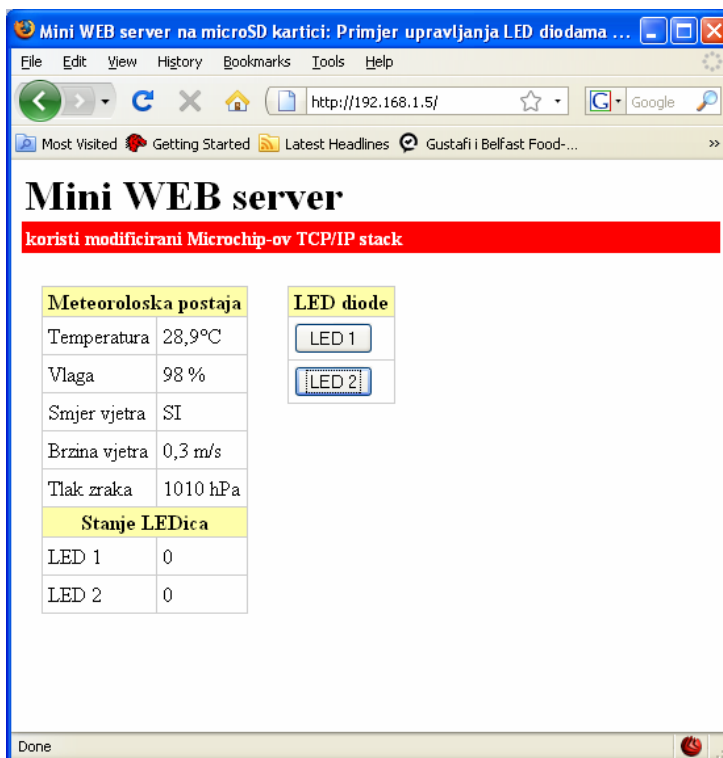 Mini WEB server na microSD kartici: Primjer upravljanja LED diodama ...
File Edit View History Bookmarks Tools Help
http://192.168.1.5/
G Google
Most Visited Getting Started Latest Headlines Gustafi i Belfast Food-... »
Mini WEB server
koristi modificirani Microchip-ov TCP/IP stack
Meteoroloska postaja
Temperatura 28,9°C
Vlaga 98 %
Smjer vjetra SI
Brzina vjetra 0,3 m/s
Tlak zraka 1010 hPa
Stanje LEDica
LED 1 0
LED 2 0
LED diode
LED 1
LED 2
Done